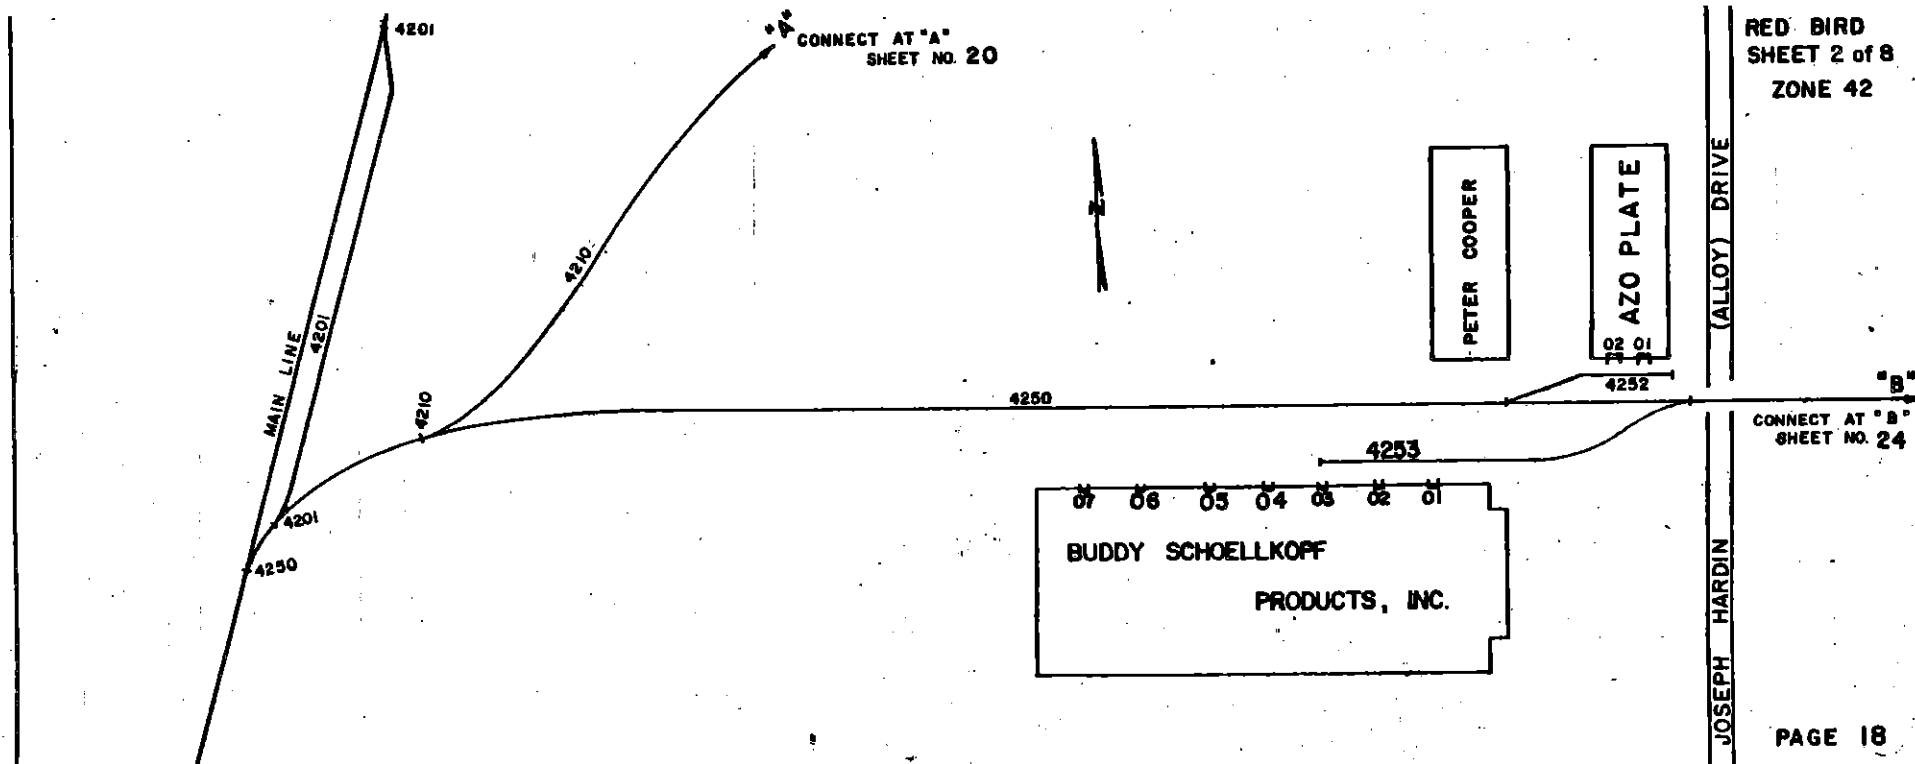 4201
"A"
CONNECT AT "A"
SHEET NO. 20
RED BIRD
SHEET 2 of 8
ZONE 42
(ALLOY) DRIVE
N
PETER COOPER
AZO PLATE
02 01
4252
4210
4201
MAIN LINE
4210
4250
"B"
CONNECT AT "B"
SHEET NO. 24
4253
07 06 05 04 03 02 01
4201
4250
BUDDY SCHOELLKOPF
PRODUCTS, INC.
JOSEPH HARDIN
PAGE 18